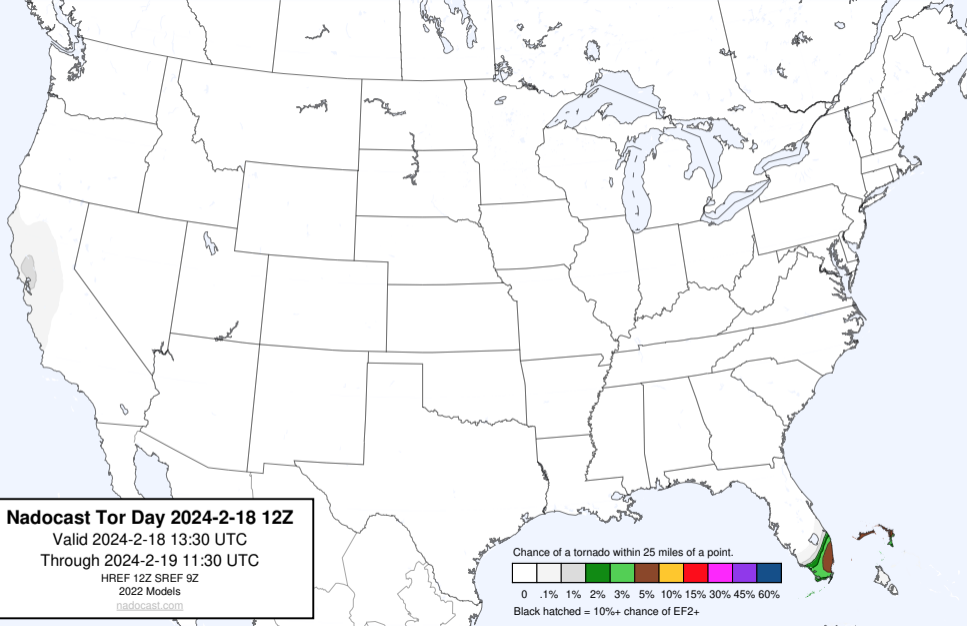 Nadocast Tor Day 2024-2-18 12Z
Valid 2024-2-18 13:30 UTC
Through 2024-2-19 11:30 UTC
HREF 12Z SREF 9Z
2022 Models
nadocast.com
Chance of a tornado within 25 miles of a point.
0 .1% 1% 2% 3% 5% 10% 15% 30% 45% 60%
Black hatched = 10%+ chance of EF2+